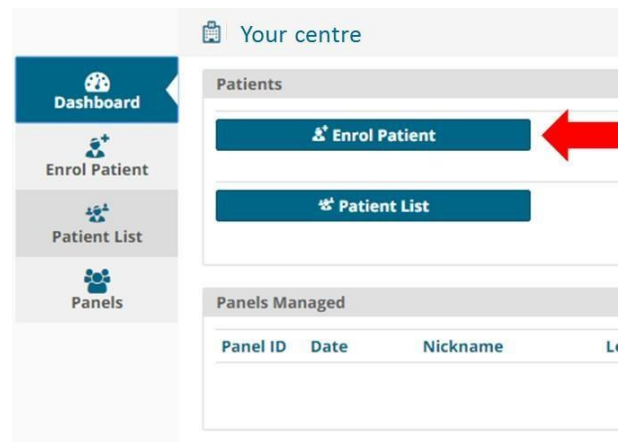 Your centre
Dashboard
Enrol Patient
Patient List
Panels
Patients
Enrol Patient
Patient List
Panels Managed
Panel ID Date Nickname